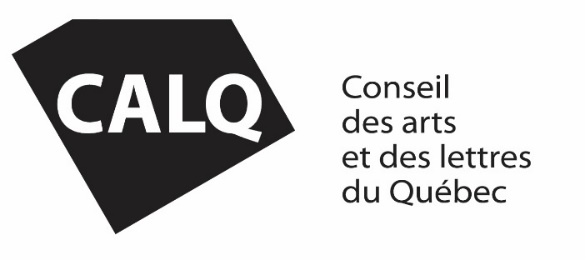 CALQ
Conseil
des arts
et des lettres
du Québec